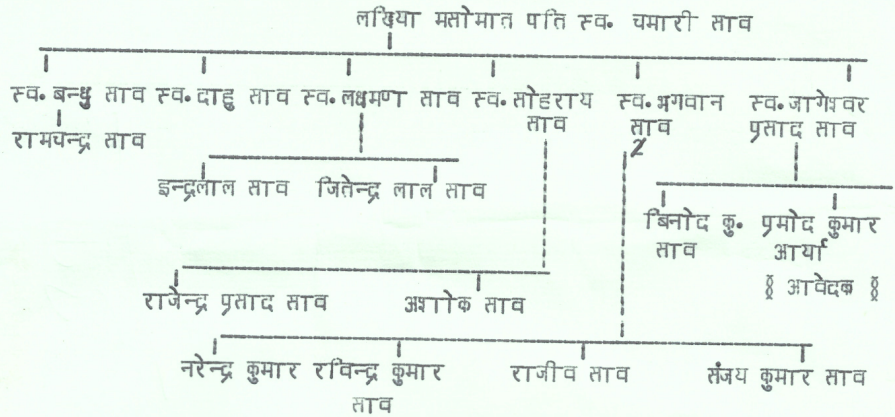 लखिया मसोमात पति स्व. चमारी साव
स्व. बन्धु साव स्व. दाहु साव स्व. लक्ष्मण साव स्व. सोहराय स्व. भगवान स्व. जागेश्वर
साव साव प्रसाद साव
रामचन्द्र साव
इन्द्रलाल साव जितेन्द्र लाल साव
बिनोद कु. प्रमोद कुमार
साव आर्या
आवेदक
राजेन्द्र प्रसाद साव अशोक साव
नरेन्द्र कुमार रविन्द्र कुमार राजीव साव संजय कुमार साव
साव